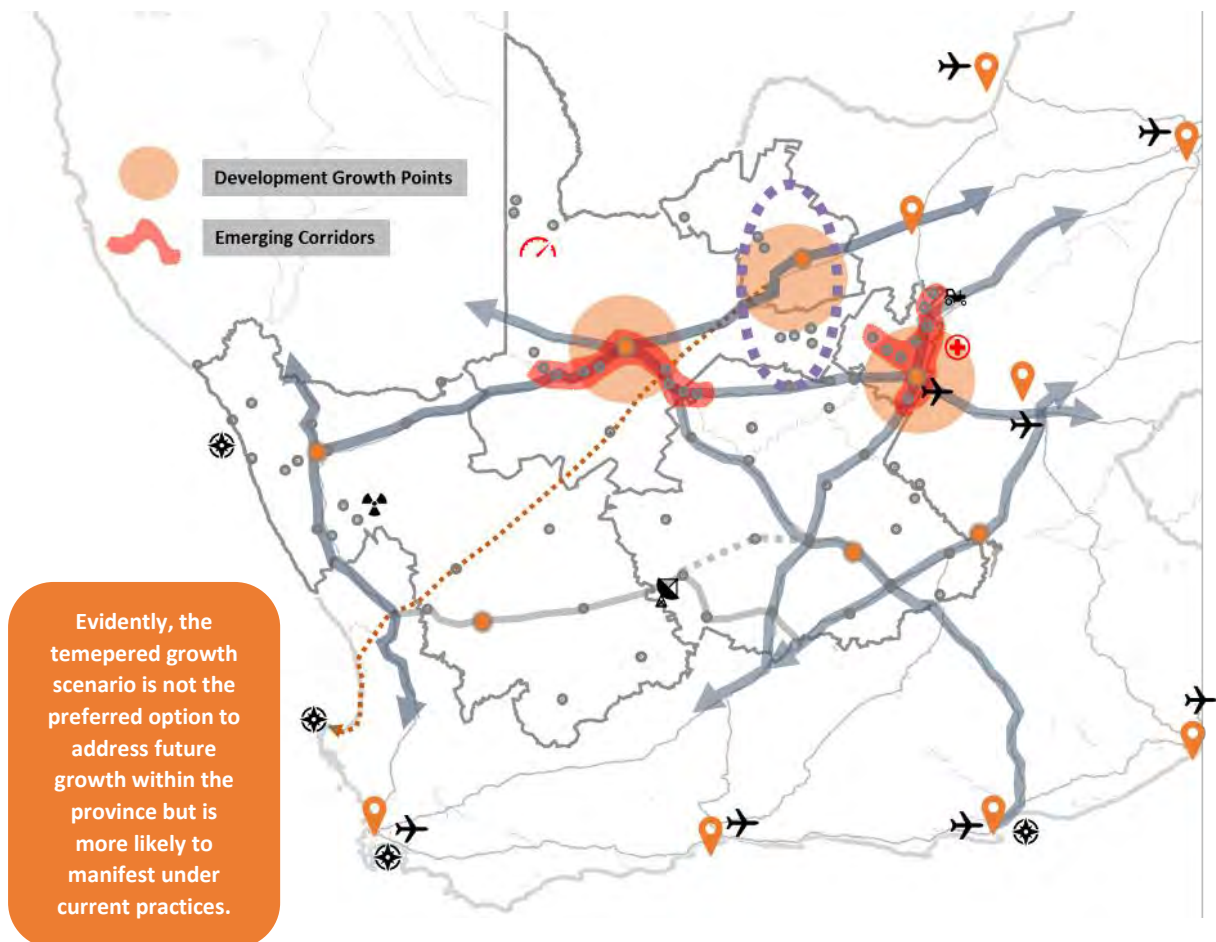 Development Growth Points
Emerging Corridors
Evidently, the
temepered growth
scenario is not the
preferred option to
address future
growth within the
province but is
more likely to
manifest under
current practices.